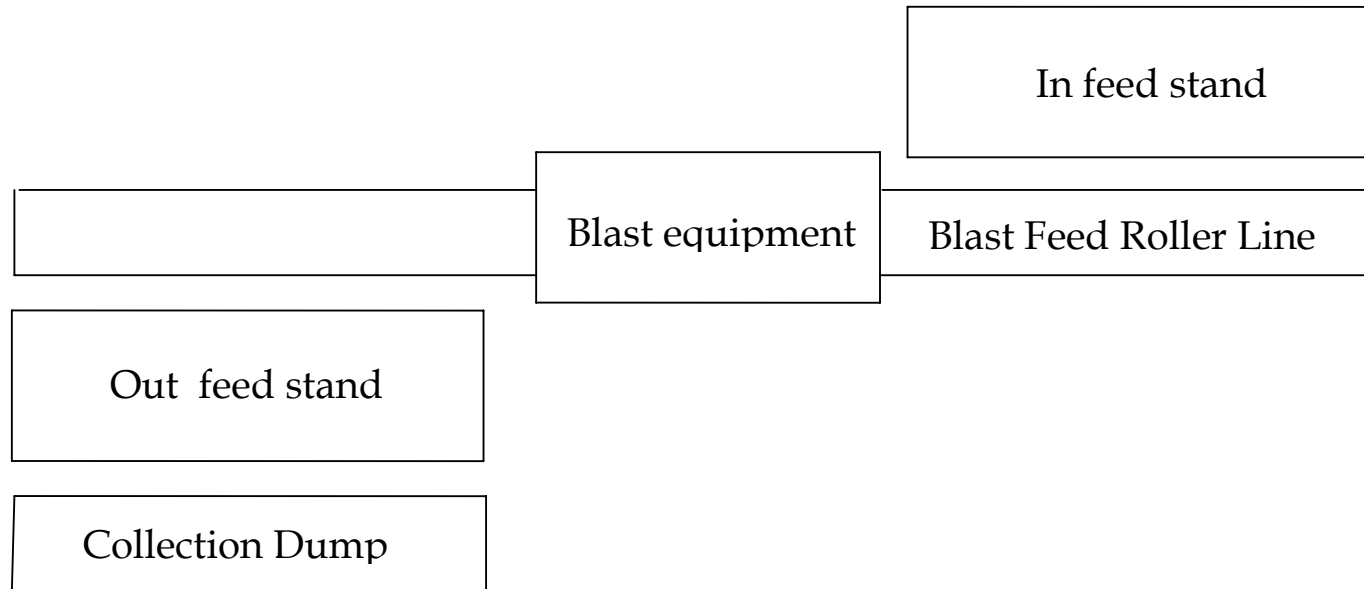 In feed stand
Blast equipment
Blast Feed Roller Line
Out feed stand
Collection Dump